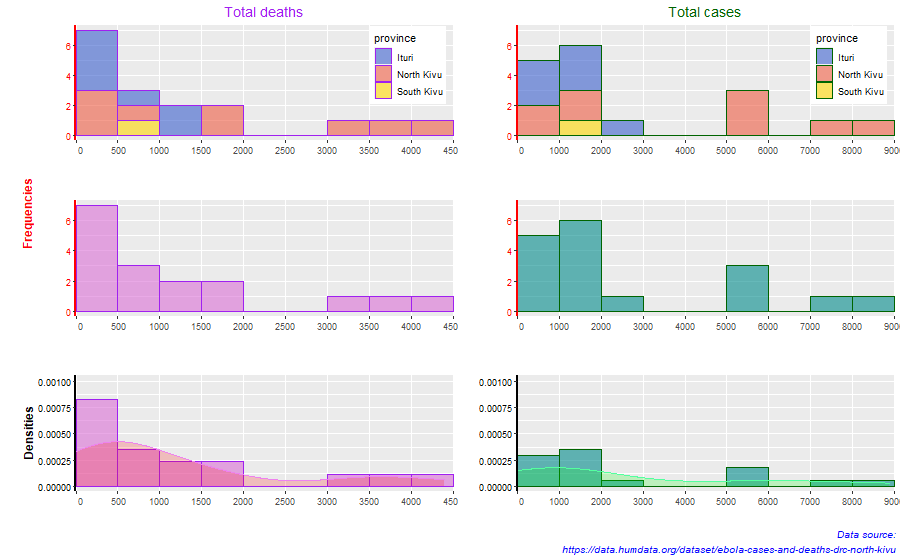 Total deaths
Total cases
province
Ituri
North Kivu
South Kivu
province
Ituri
North Kivu
South Kivu
6
4
2
0
0 500 1000 1500 2000 2500 3000 3500 4000 450
6
4
2
0
0 1000 2000 3000 4000 5000 6000 7000 8000 9000
Frequencies
6
4
2
0
0 500 1000 1500 2000 2500 3000 3500 4000 450
6
4
2
0
0 1000 2000 3000 4000 5000 6000 7000 8000 9000
Densities
0.00100
0.00075
0.00050
0.00025
0.00000
0 500 1000 1500 2000 2500 3000 3500 4000 450
0.00100
0.00075
0.00050
0.00025
0.00000
0 1000 2000 3000 4000 5000 6000 7000 8000 9000
Data source:
https://data.humdata.org/dataset/ebola-cases-and-deaths-drc-north-kivu